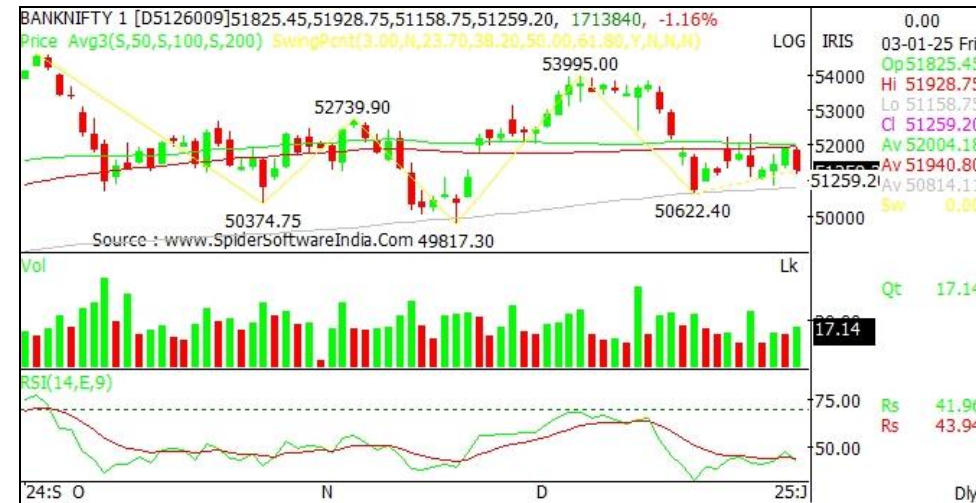 BANKNIFTY 1 [D5126009]51825.45,51928.75,51158.75,51259.20, 1713840, -1.16%
Price Avg3(S,50,S,100,S,200) SwingPcnt(3.00,N,23.70,38.20,50.00,61.80,Y,N,N,N)
LOG
IRIS
0.00
03-01-25 Fri
Op 51825.45
Hi 51928.75
Lo 51158.75
Cl 51259.20
Av 52004.18
Av 51940.80
Av 50814.11
Sw 0.00
54000
53000
52000
51259.20
50000
53995.00
52739.90
50374.75
50622.40
Source : www.SpiderSoftwareIndia.Com 49817.30
Vol
Lk
17.14
Qt 17.14
RSI(14,E,9)
75.00
50.00
Rs 41.96
Rs 43.94
'24:S O N D 25:J
Dly